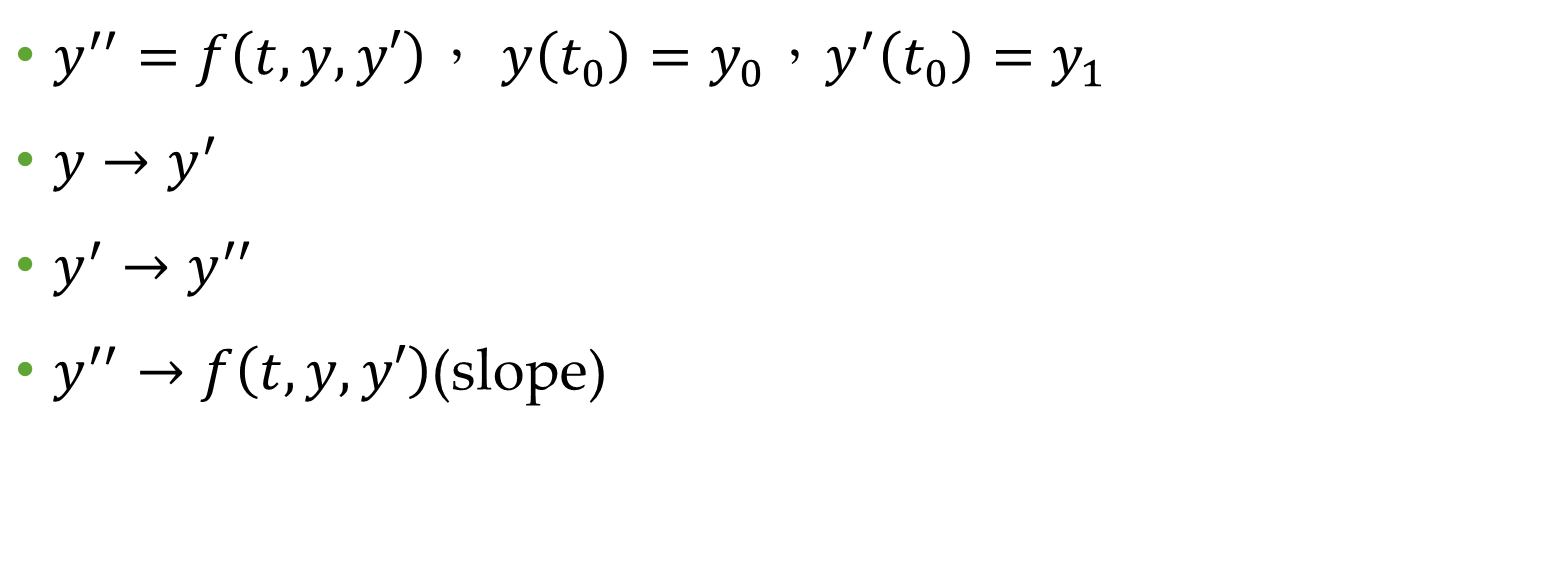 • y′′ = f(t, y, y′)， y(t₀) = y₀，y′(t₀) = y₁
• y → y′
• y′ → y′′
• y′′ → f(t, y, y′)(slope)